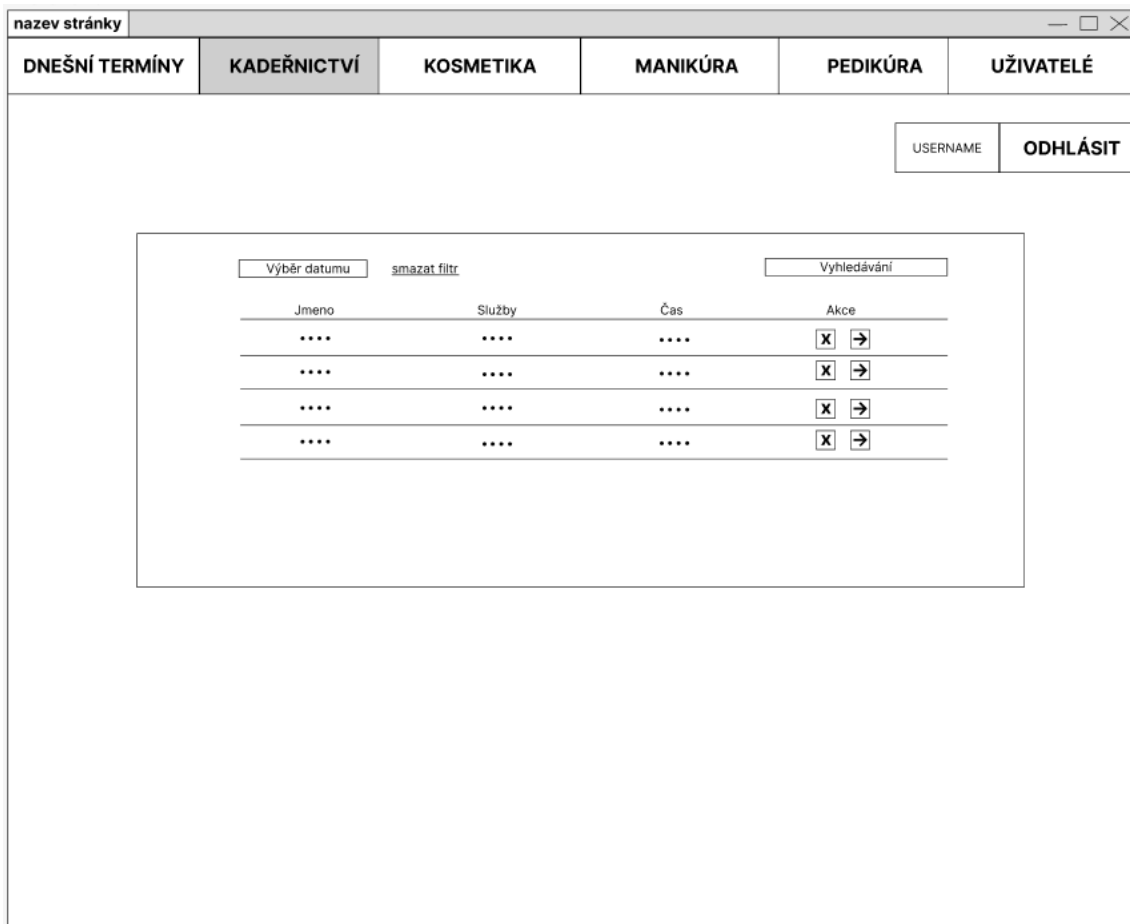 nazev stránky
DNEŠNÍ TERMÍNY KADEŘNICTVÍ KOSMETIKA MANIKÚRA PEDIKÚRA UŽIVATELÉ
USERNAME ODHLÁSIT
Výběr datumu smazat filtr Vyhledávání
Jmeno Služby Čas Akce
•••• •••• •••• X →
•••• •••• •••• X →
•••• •••• •••• X →
•••• •••• •••• X →